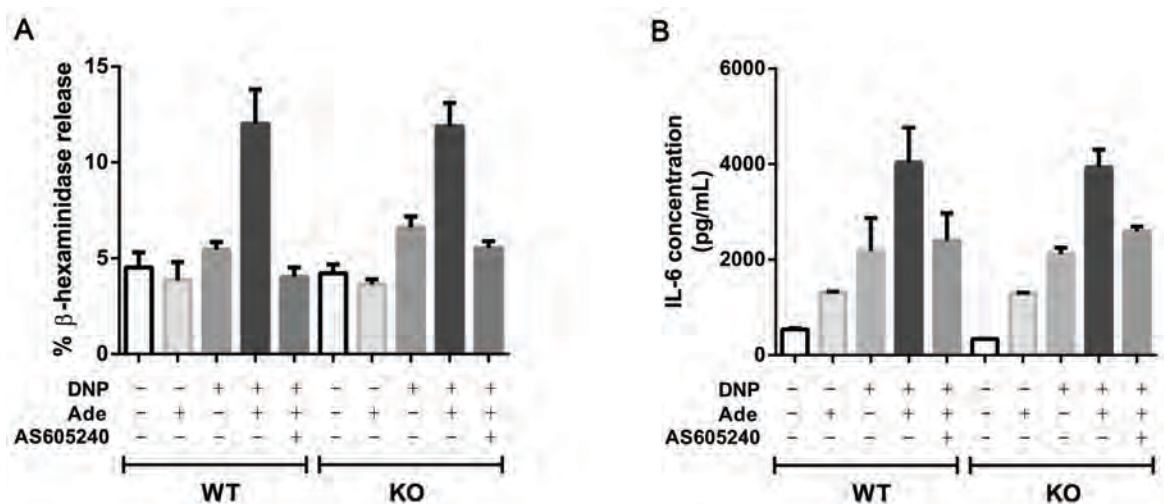 A
% β-hexaminidase release
15
10
5
0
DNP – – + + + – – + + +
Ade – + – + + – + – + +
AS605240 – – – – + – – – – +
WT KO
B
IL-6 concentration
(pg/mL)
6000
4000
2000
0
DNP – – + + + – – + + +
Ade – + – + + – + – + +
AS605240 – – – – + – – – – +
WT KO